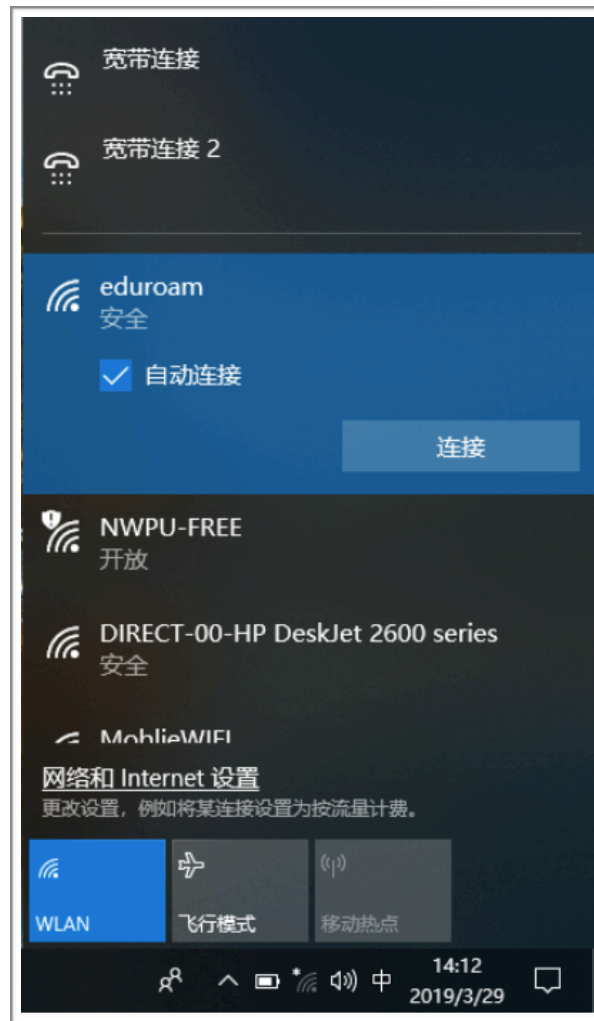 宽带连接
宽带连接 2
eduroam
安全
自动连接
连接
NWPU-FREE
开放
DIRECT-00-HP DeskJet 2600 series
安全
MoblieWIFI
网络和 Internet 设置
更改设置，例如将某连接设置为按流量计费。
WLAN
飞行模式
移动热点
中
14:12
2019/3/29